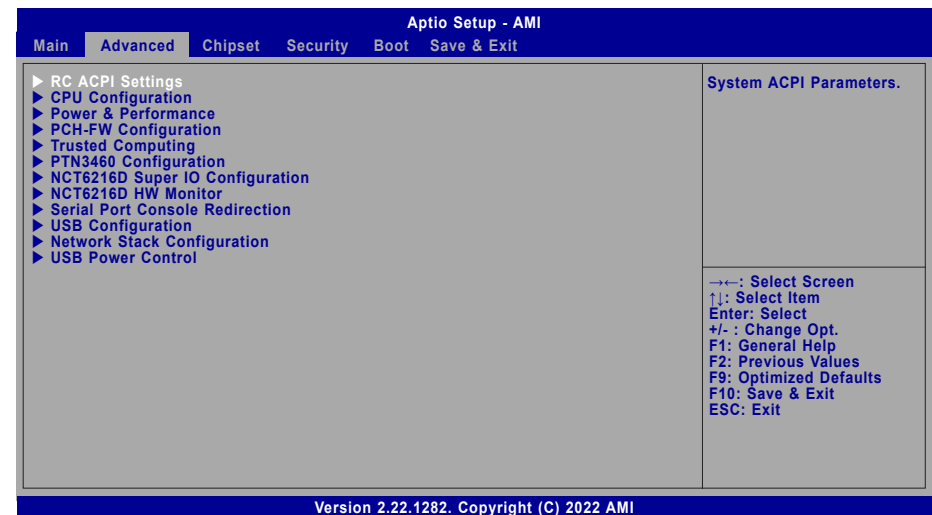 Aptio Setup - AMI
Main Advanced Chipset Security Boot Save & Exit
▶ RC ACPI Settings
▶ CPU Configuration
▶ Power & Performance
▶ PCH-FW Configuration
▶ Trusted Computing
▶ PTN3460 Configuration
▶ NCT6216D Super IO Configuration
▶ NCT6216D HW Monitor
▶ Serial Port Console Redirection
▶ USB Configuration
▶ Network Stack Configuration
▶ USB Power Control
System ACPI Parameters.
→←: Select Screen
↑↓: Select Item
Enter: Select
+/- : Change Opt.
F1: General Help
F2: Previous Values
F9: Optimized Defaults
F10: Save & Exit
ESC: Exit
Version 2.22.1282. Copyright (C) 2022 AMI